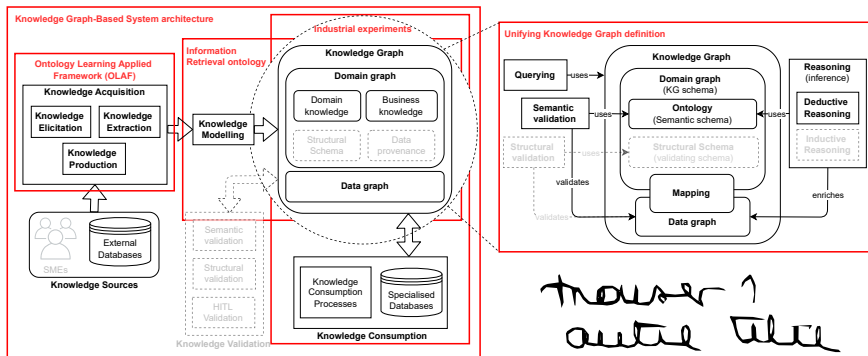 Knowledge Graph-Based System architecture
Industrial experiments
Information
Retrieval ontology
Ontology Learning Applied
Framework (OLAF)
Knowledge Acquisition
Knowledge
Elicitation
Knowledge
Extraction
Knowledge
Production
Knowledge
Modelling
Knowledge Graph
Domain graph
Domain
knowledge
Business
knowledge
Structural
Schema
Data
provenance
Data graph
SMEs
External
Databases
Knowledge Sources
Semantic
validation
Structural
validation
HITL
Validation
Knowledge Validation
Knowledge
Consumption
Processes
Specialised
Databases
Knowledge Consumption
Unifying Knowledge Graph definition
Knowledge Graph
Querying
uses
Domain graph
(KG schema)
Reasoning
(inference)
Semantic
validation
uses
Ontology
(Semantic schema)
uses
Deductive
Reasoning
Structural
validation
uses
Structural Schema
(validating schema)
Inductive
Reasoning
validates
Mapping
enriches
validates
Data graph
trouver
autre titre